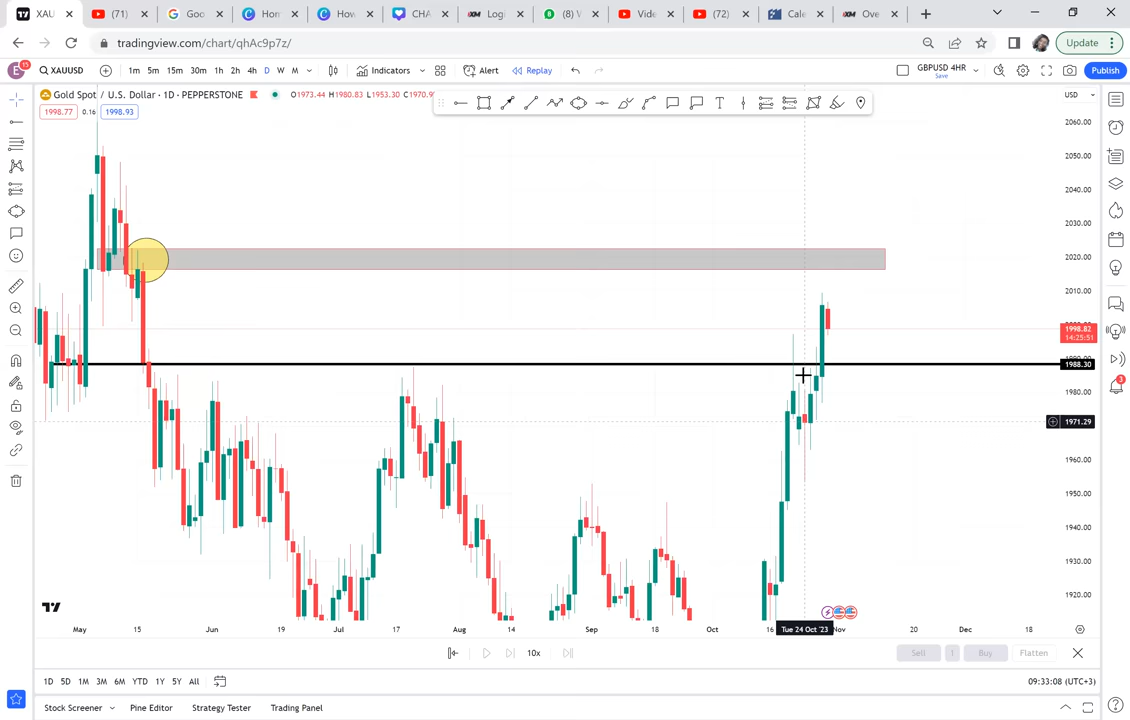 XAU
(71)
Goo
Hon
How
CHA
Logi
(8) V
Vide
(72)
Cale
Ove
tradingview.com/chart/qhAc9p7z/
Update
E 15
XAUUSD
1m 5m 15m 30m 1h 2h 4h D W M
Indicators
Alert
Replay
GBPUSD 4HR
Save
Publish
Gold Spot / U.S. Dollar · 1D · PEPPERSTONE
O1973.44 H1980.83 L1953.30 C1970.9
USD
1998.77 0.16 1998.93
2060.00
2050.00
2040.00
2030.00
2020.00
2010.00
1998.82
14:25:51
1988.30
1980.00
1971.29
1960.00
1950.00
1940.00
1930.00
1920.00
3
May 15 Jun 19 Jul 17 Aug 14 Sep 18 Oct 16 Tue 24 Oct '23 Nov 20 Dec 18
10x
Sell 1 Buy Flatten
1D 5D 1M 3M 6M YTD 1Y 5Y All
09:33:08 (UTC+3)
Stock Screener Pine Editor Strategy Tester Trading Panel